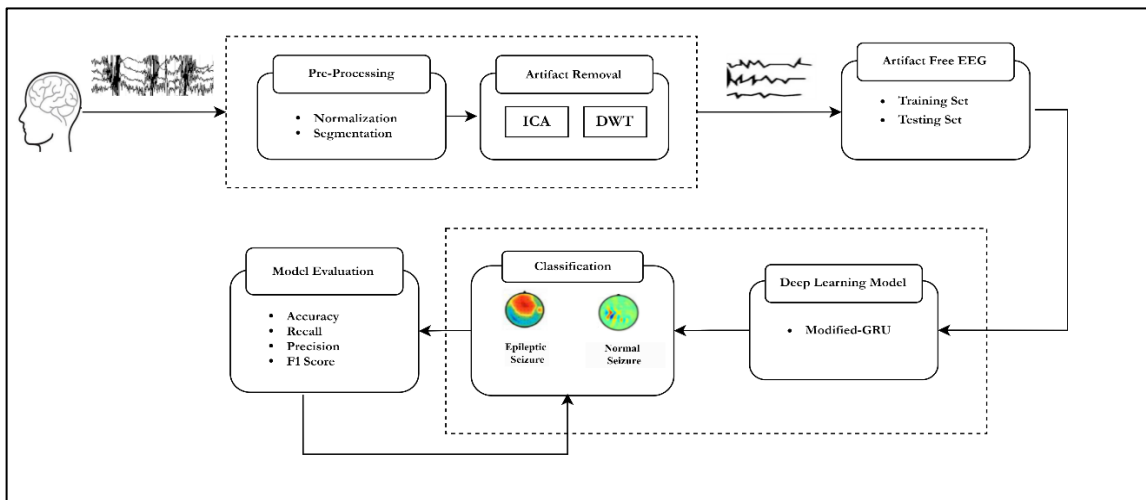 Pre-Processing
• Normalization
• Segmentation
Artifact Removal
ICA
DWT
Artifact Free EEG
• Training Set
• Testing Set
Model Evaluation
• Accuracy
• Recall
• Precision
• F1 Score
Classification
Epileptic
Seizure
Normal
Seizure
Deep Learning Model
• Modified-GRU